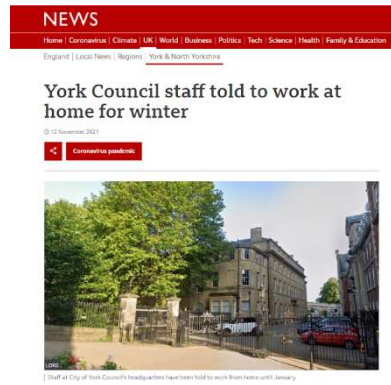 NEWS
Home | Coronavirus | Climate | UK | World | Business | Politics | Tech | Science | Health | Family & Education
England | Local News | Regions | York & North Yorkshire
York Council staff told to work at
home for winter
12 November 2021
Coronavirus pandemic
LDRS
Staff at City of York Council's headquarters have been told to work from home until January